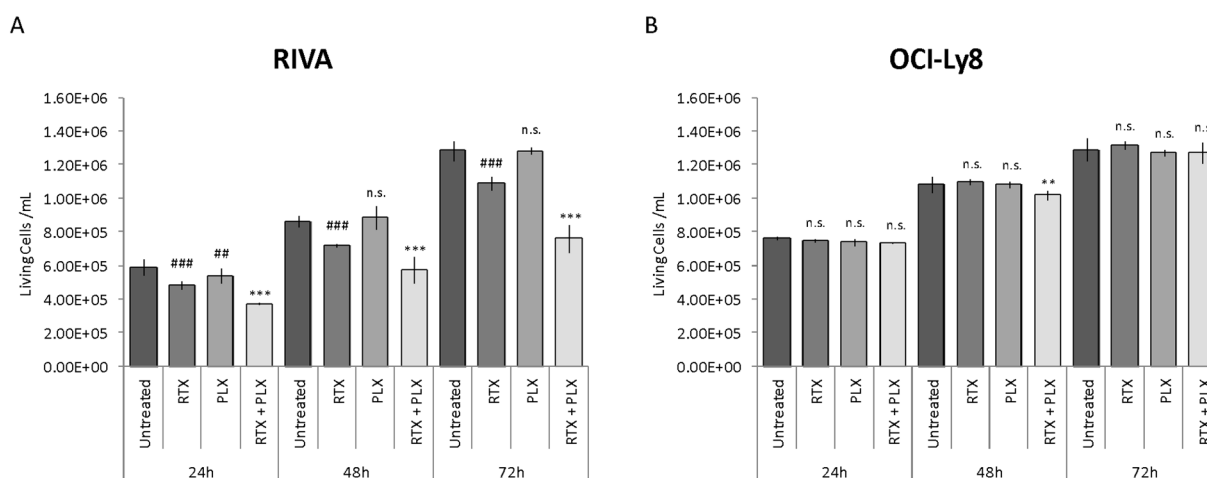 A
RIVA
Living Cells /mL
1.60E+06
1.40E+06
1.20E+06
1.00E+06
8.00E+05
6.00E+05
4.00E+05
2.00E+05
0.00E+00
###
##
***
###
n.s.
***
###
n.s.
***
Untreated
RTX
PLX
RTX + PLX
Untreated
RTX
PLX
RTX + PLX
Untreated
RTX
PLX
RTX + PLX
24h
48h
72h
B
OCI-Ly8
Living Cells /mL
1.60E+06
1.40E+06
1.20E+06
1.00E+06
8.00E+05
6.00E+05
4.00E+05
2.00E+05
0.00E+00
n.s.
n.s.
n.s.
n.s.
n.s.
**
n.s.
n.s.
n.s.
Untreated
RTX
PLX
RTX + PLX
Untreated
RTX
PLX
RTX + PLX
Untreated
RTX
PLX
RTX + PLX
24h
48h
72h